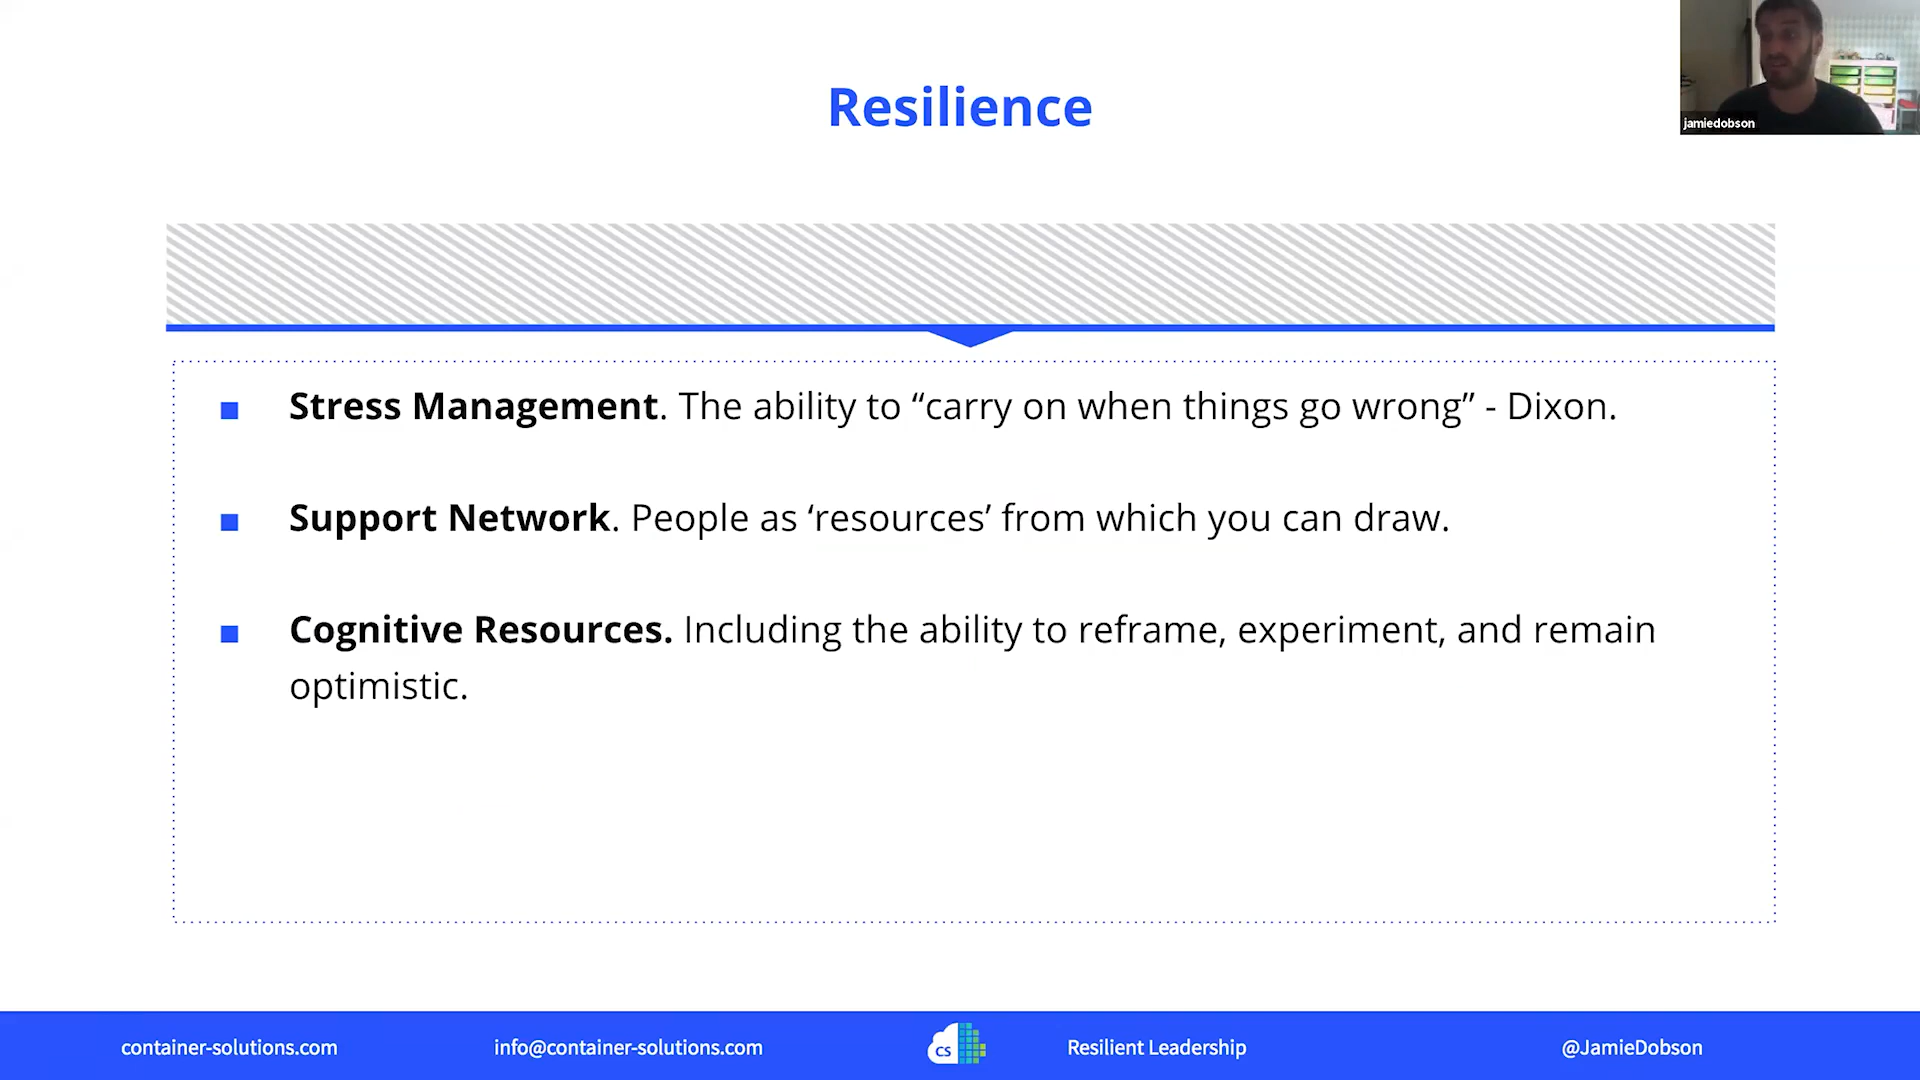 Resilience
jamiedobson
■ Stress Management. The ability to “carry on when things go wrong” - Dixon.
■ Support Network. People as ‘resources’ from which you can draw.
■ Cognitive Resources. Including the ability to reframe, experiment, and remain
optimistic.
container-solutions.com
info@container-solutions.com
CS
Resilient Leadership
@JamieDobson